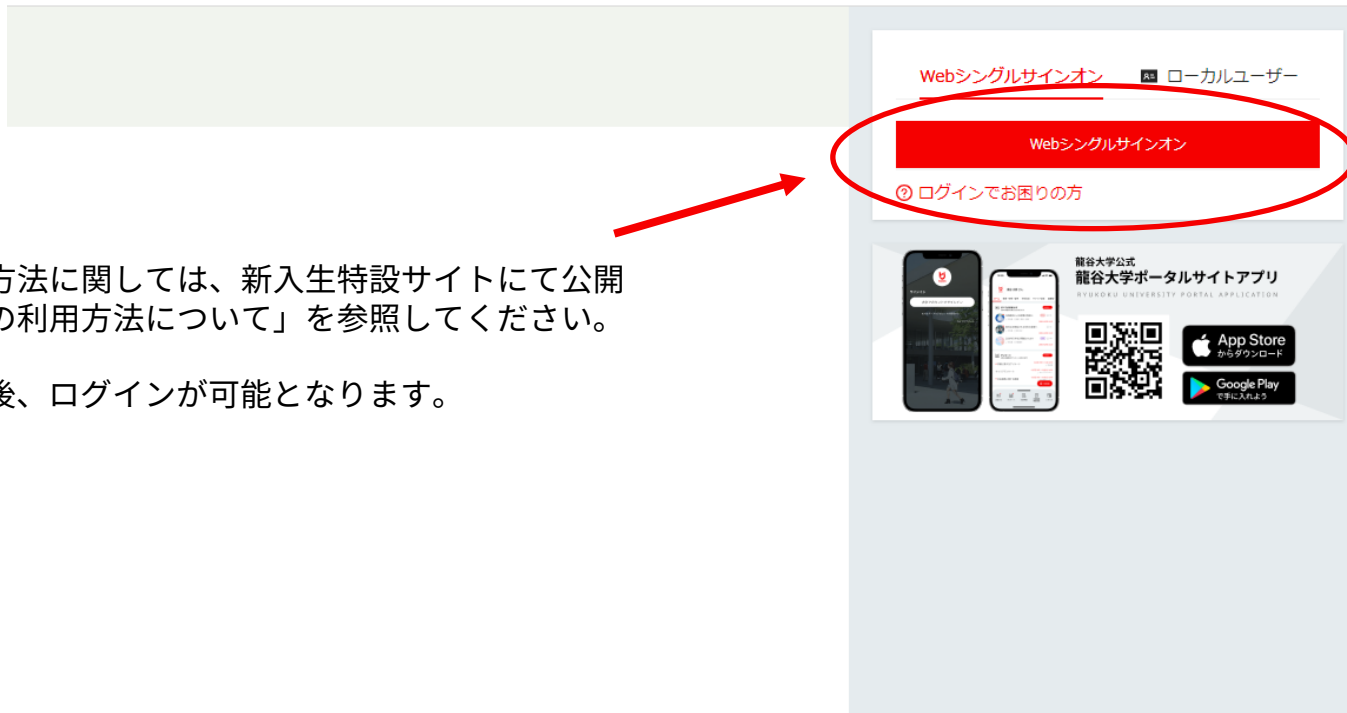 Webシングルサインオン
ローカルユーザー
Webシングルサインオン
ログインでお困りの方
方法に関しては、新入生特設サイトにて公開
の利用方法について」を参照してください。
後、ログインが可能となります。
龍谷大学公式
龍谷大学ポータルサイトアプリ
RYUKOKU UNIVERSITY PORTAL APPLICATION
App Store
からダウンロード
Google Play
で手に入れよう